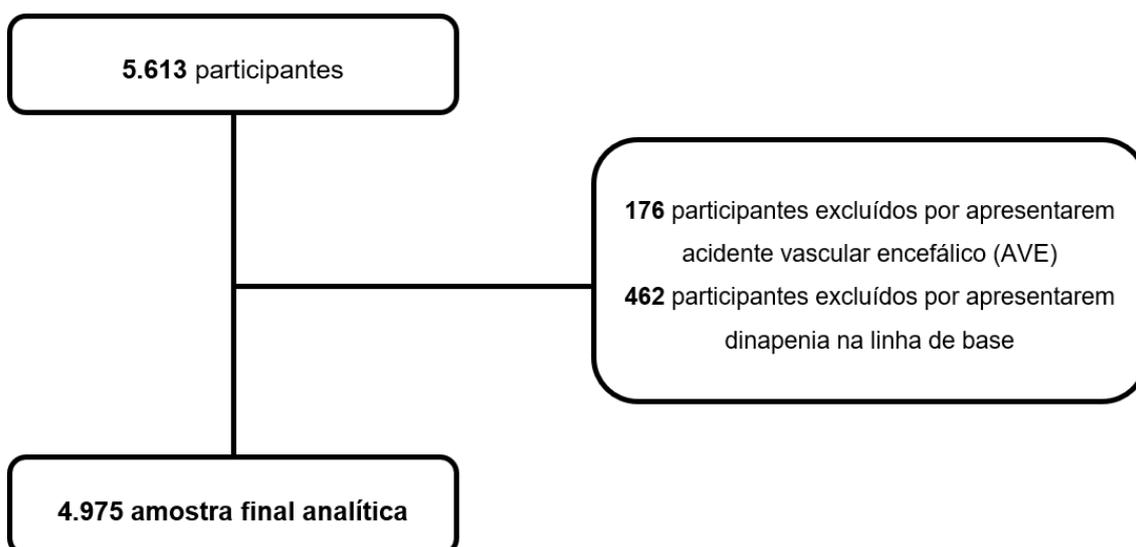 5.613 participantes
176 participantes excluídos por apresentarem
acidente vascular encefálico (AVE)
462 participantes excluídos por apresentarem
dinapenia na linha de base
4.975 amostra final analítica